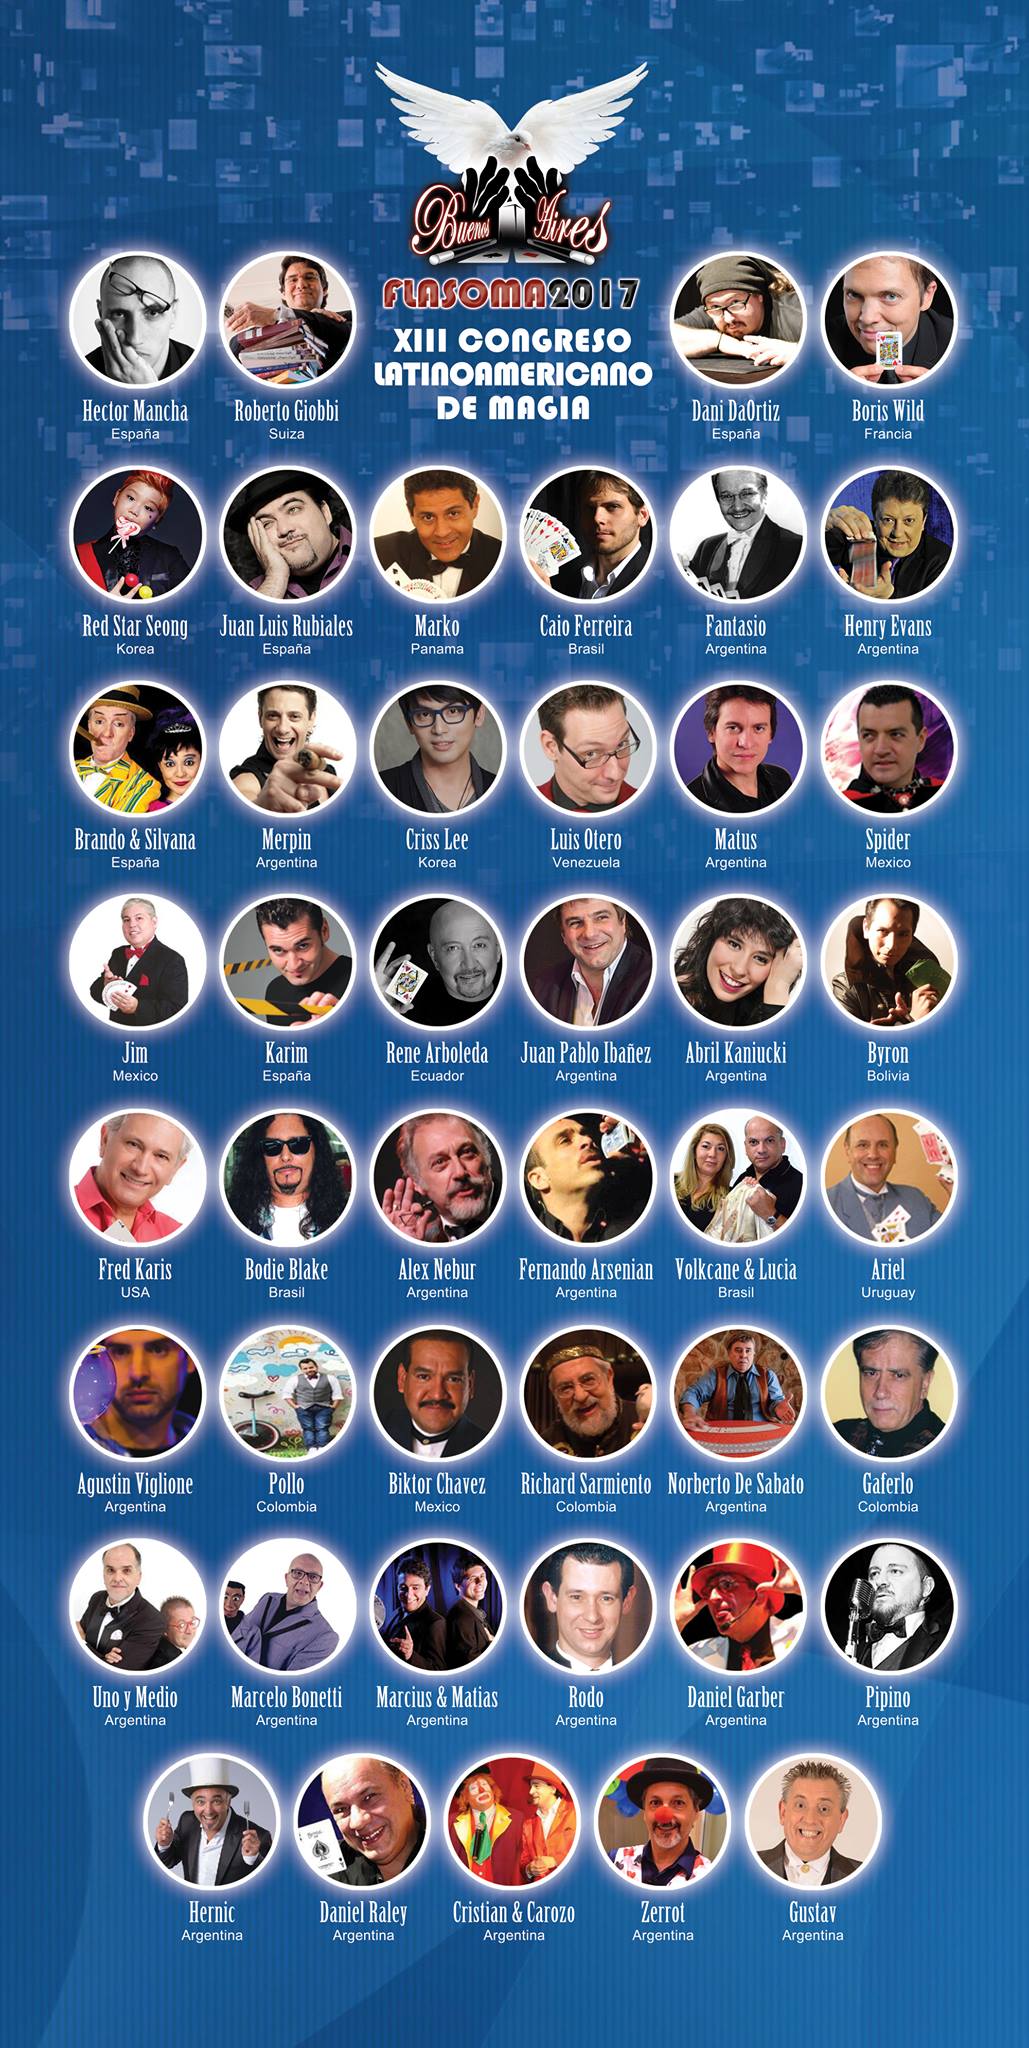 Buenos Aires
FLASOMA2017
XIII CONGRESO
LATINOAMERICANO
DE MAGIA
Hector Mancha
España
Roberto Giobbi
Suiza
Dani DaOrtiz
España
Boris Wild
Francia
Red Star Seong
Korea
Juan Luis Rubiales
España
Marko
Panama
Caio Ferreira
Brasil
Fantasio
Argentina
Henry Evans
Argentina
Brando & Silvana
España
Merpin
Argentina
Criss Lee
Korea
Luis Otero
Venezuela
Matus
Argentina
Spider
Mexico
Jim
Mexico
Karim
España
Rene Arboleda
Ecuador
Juan Pablo Ibañez
Argentina
Abril Kaniucki
Argentina
Byron
Bolivia
Fred Karis
USA
Bodie Blake
Brasil
Alex Nebur
Argentina
Fernando Arsenian
Argentina
Volkcane & Lucia
Brasil
Ariel
Uruguay
Agustin Viglione
Argentina
Pollo
Colombia
Biktor Chavez
Mexico
Richard Sarmiento
Colombia
Norberto De Sabato
Argentina
Gaferlo
Colombia
Uno y Medio
Argentina
Marcelo Bonetti
Argentina
Marcius & Matias
Argentina
Rodo
Argentina
Daniel Garber
Argentina
Pipino
Argentina
Hernic
Argentina
Daniel Raley
Argentina
Cristian & Carozo
Argentina
Zerrot
Argentina
Gustav
Argentina